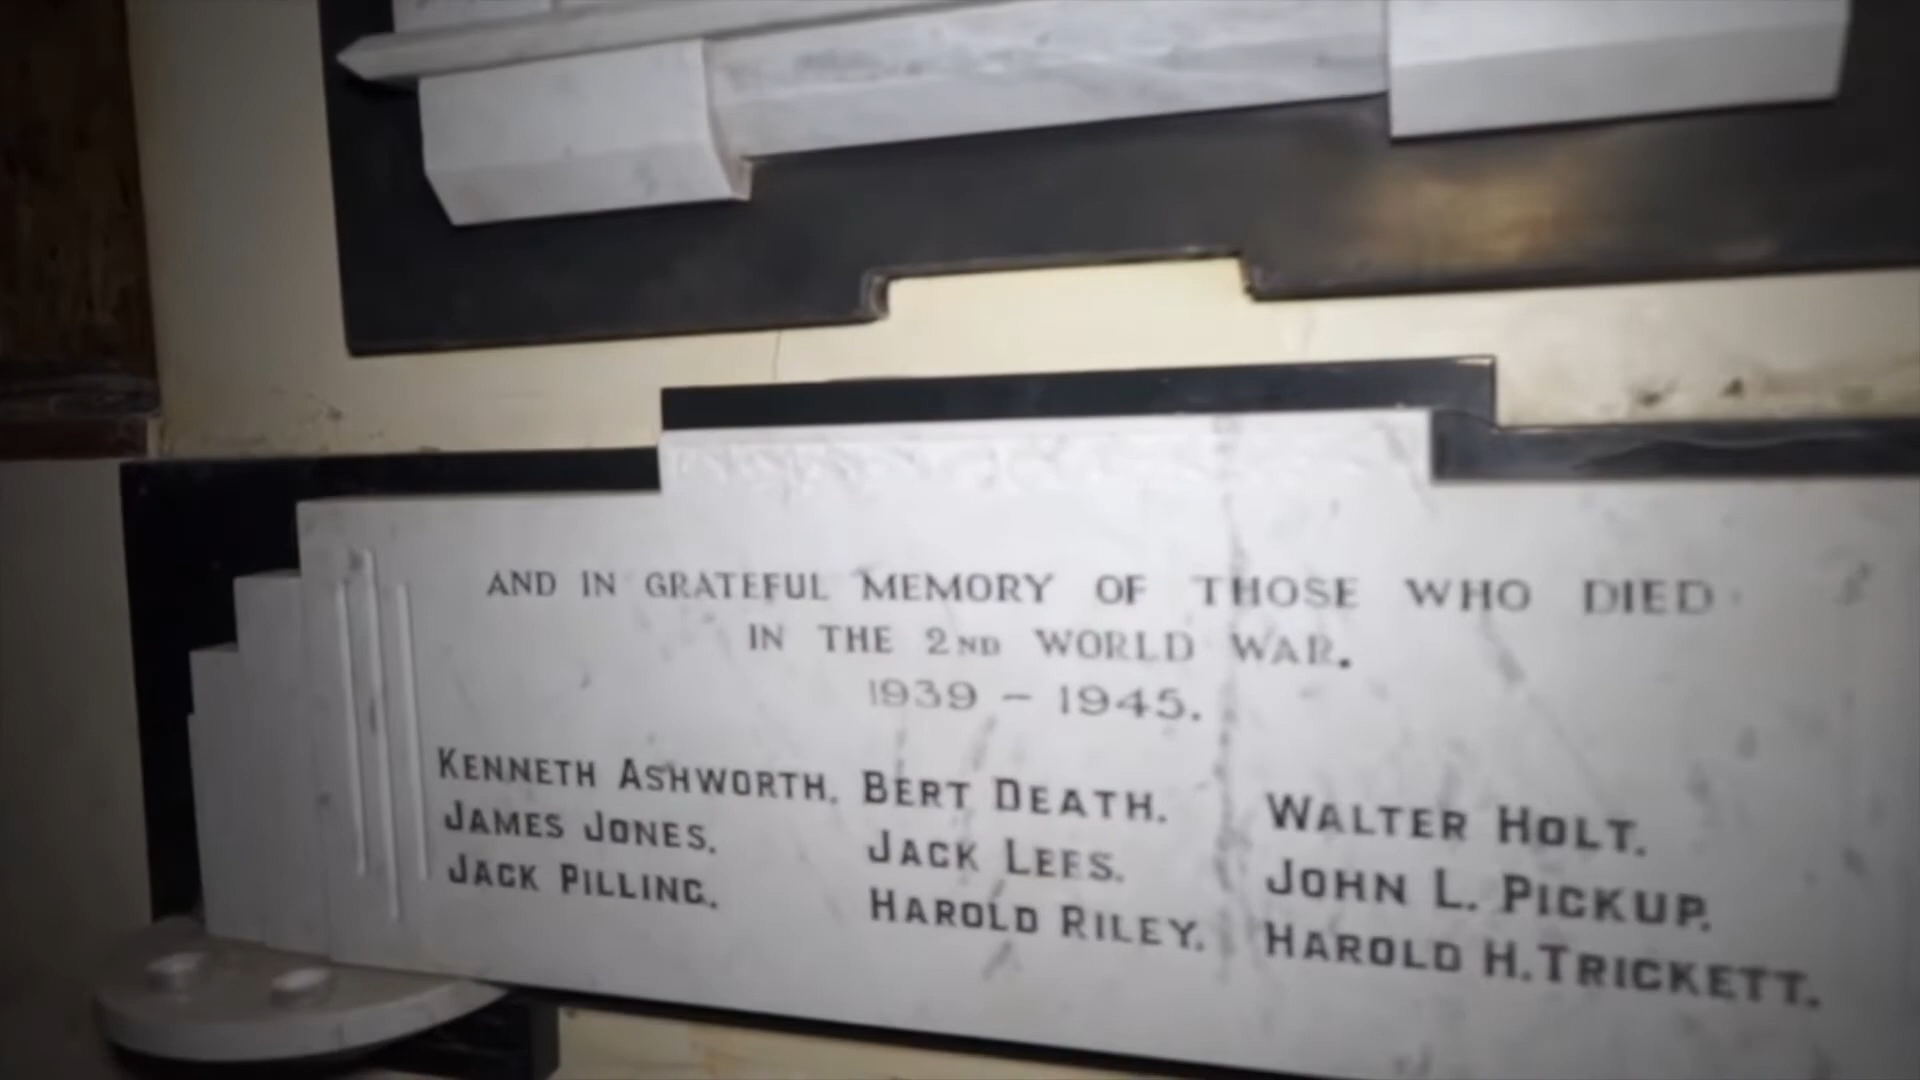 AND IN GRATEFUL MEMORY OF THOSE WHO DIED
IN THE 2ND WORLD WAR.
1939 – 1945.
KENNETH ASHWORTH. BERT DEATH. WALTER HOLT.
JAMES JONES. JACK LEES. JOHN L. PICKUP.
JACK PILLING. HAROLD RILEY. HAROLD H. TRICKETT.